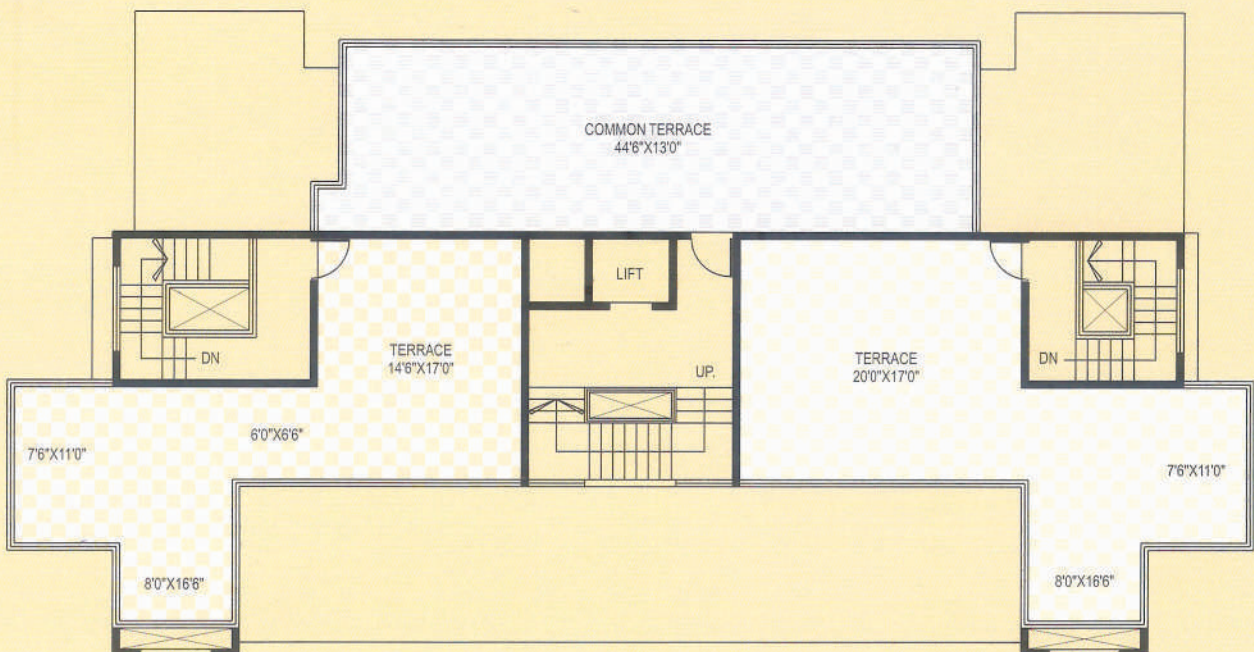 COMMON TERRACE
44'6"X13'0"
LIFT
TERRACE
14'6"X17'0"
DN
UP.
TERRACE
20'0"X17'0"
DN
6'0"X6'6"
7'6"X11'0"
7'6"X11'0"
8'0"X16'6"
8'0"X16'6"